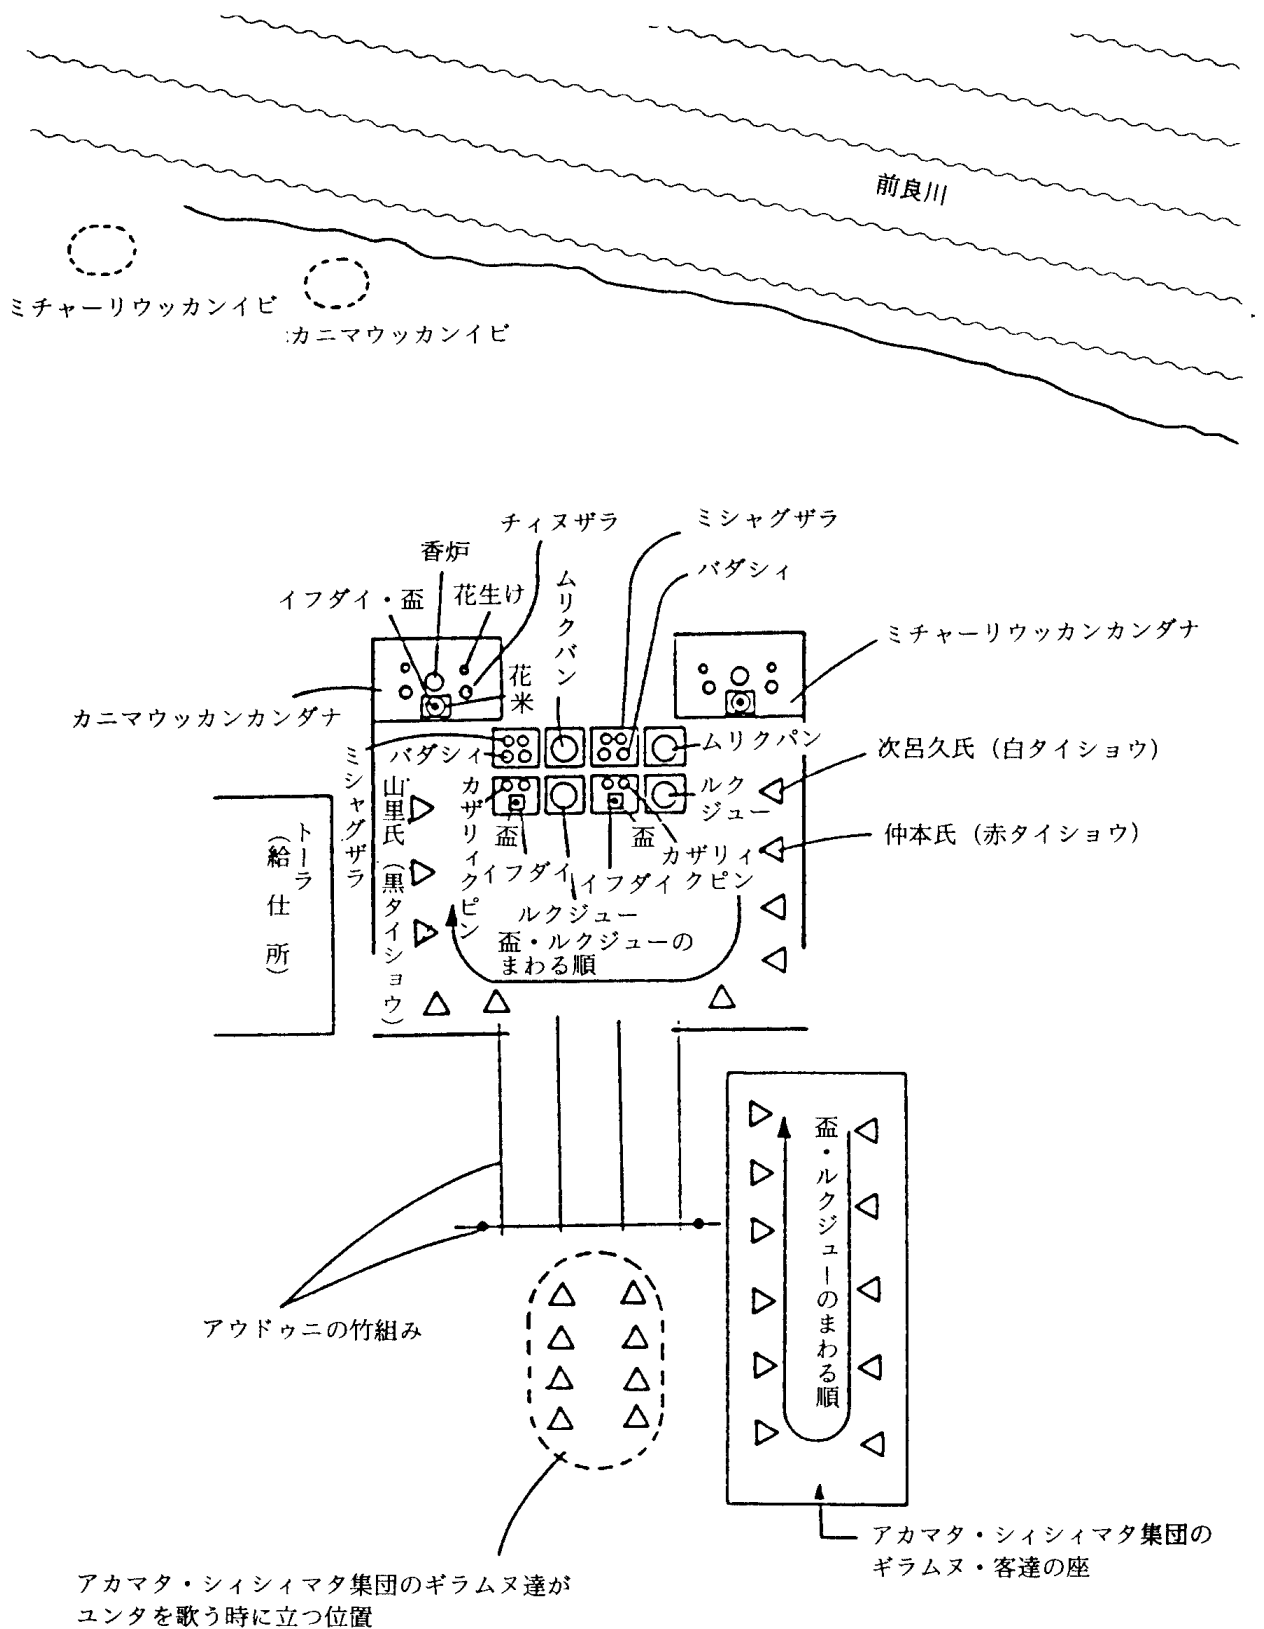 前良川
ミチャーリウッカンイビ
カニマウッカンイビ
チィヌザラ
ミシャグザラ
香炉
バダシィ
イフダイ・盃
花生け
ムリクバン
ミチャーリウッカンカンダナ
花米
カニマウッカンカンダナ
ムリクパン
次呂久氏(白タイショウ)
バダシィ
ミシャグザラ
山里氏(黒タイショウ)
カザリィクピン
ルク
ジュー
仲本氏(赤タイショウ)
盃
盃
カザリィ
クピン
イフダイ
イフダイ
トーラ
(給仕所)
ルクジュー
盃・ルクジューの
まわる順
盃・ルクジューのまわる順
アウドゥニの竹組み
アカマタ・シィシィマタ集団の
ギラムヌ・客達の座
アカマタ・シィシィマタ集団のギラムヌ達が
ユンタを歌う時に立つ位置